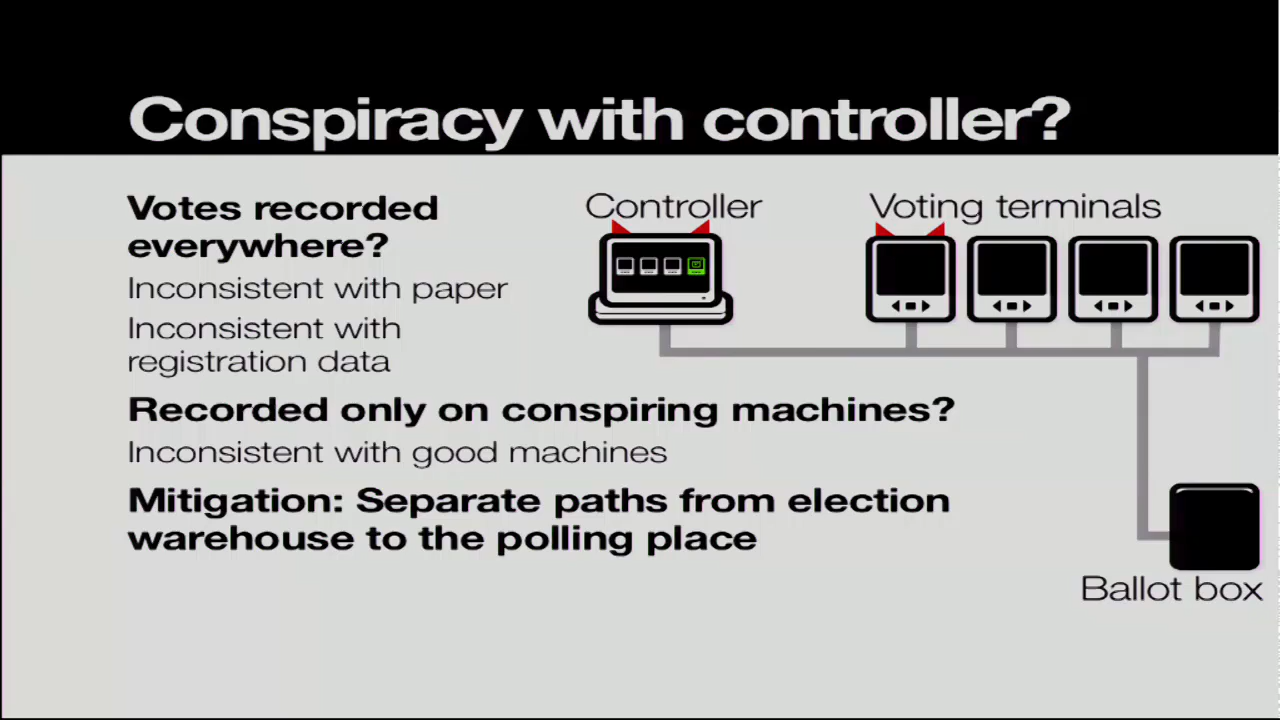 Conspiracy with controller?
Votes recorded
everywhere?
Inconsistent with paper
Inconsistent with
registration data
Recorded only on conspiring machines?
Inconsistent with good machines
Mitigation: Separate paths from election
warehouse to the polling place
Controller
Voting terminals
Ballot box